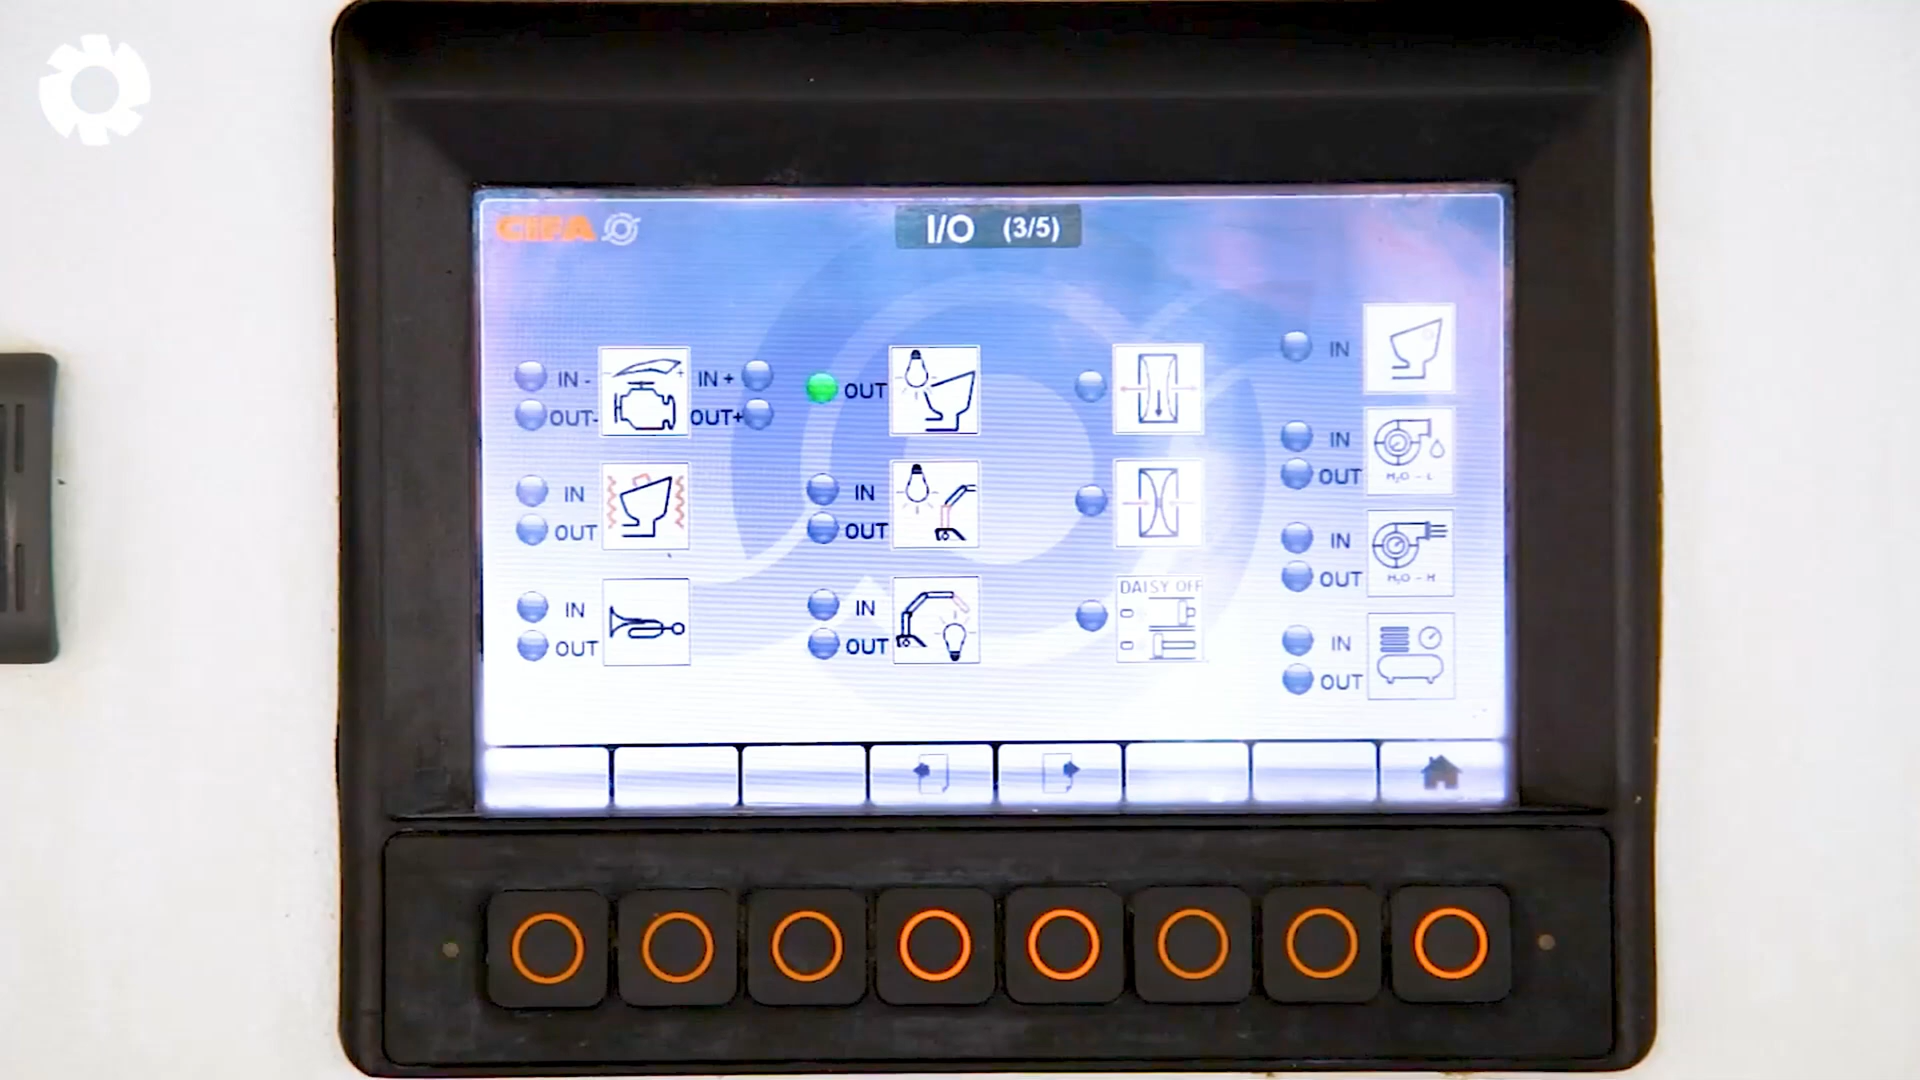 CIFA
I/O (3/5)
IN - IN +
OUT- OUT+
IN
OUT
IN
OUT
OUT
IN
OUT
IN
OUT
DAISY OFF
IN
IN
OUT
H₂O - L
IN
OUT
H₂O - H
IN
OUT